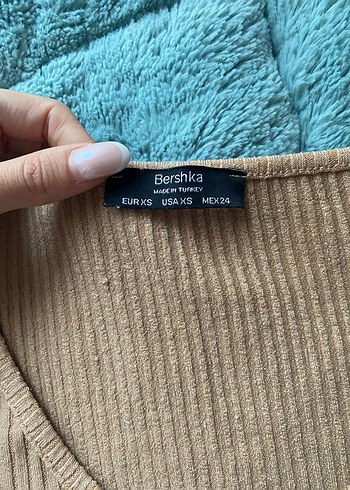 Bershka
MADE IN TURKEY
EUR XS USA XS MEX 24